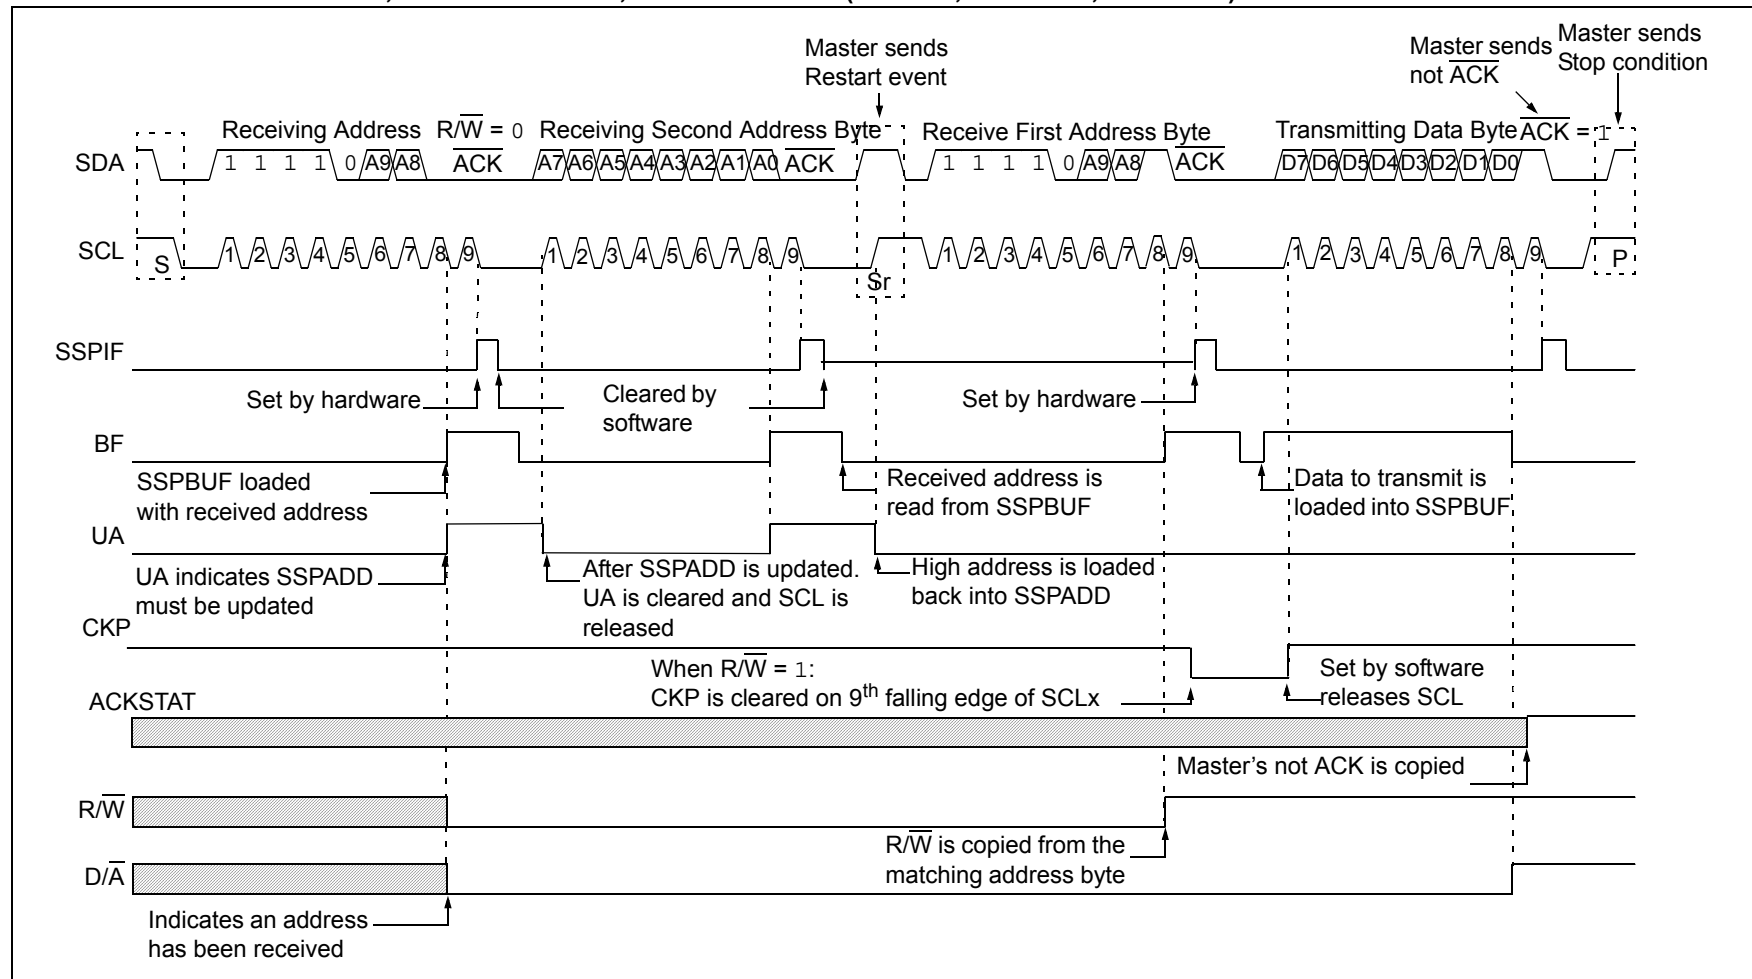 Master sends
Restart event
Master sends
not ACK
Master sends
Stop condition
Receiving Address R/W = 0 Receiving Second Address Byte Receive First Address Byte Transmitting Data Byte ACK = 1
SDA 1 1 1 1 0 A9 A8 ACK A7 A6 A5 A4 A3 A2 A1 A0 ACK 1 1 1 1 0 A9 A8 ACK D7 D6 D5 D4 D3 D2 D1 D0
SCL S 1 2 3 4 5 6 7 8 9 1 2 3 4 5 6 7 8 9 Sr 1 2 3 4 5 6 7 8 9 1 2 3 4 5 6 7 8 9 P
SSPIF
Set by hardware
Cleared by
software
Set by hardware
BF
SSPBUF loaded
with received address
Received address is
read from SSPBUF
Data to transmit is
loaded into SSPBUF
UA
UA indicates SSPADD
must be updated
After SSPADD is updated.
UA is cleared and SCL is
released
High address is loaded
back into SSPADD
CKP
When R/W = 1:
CKP is cleared on 9th falling edge of SCLx
Set by software
releases SCL
ACKSTAT
Master's not ACK is copied
R/W
R/W is copied from the
matching address byte
D/A
Indicates an address
has been received